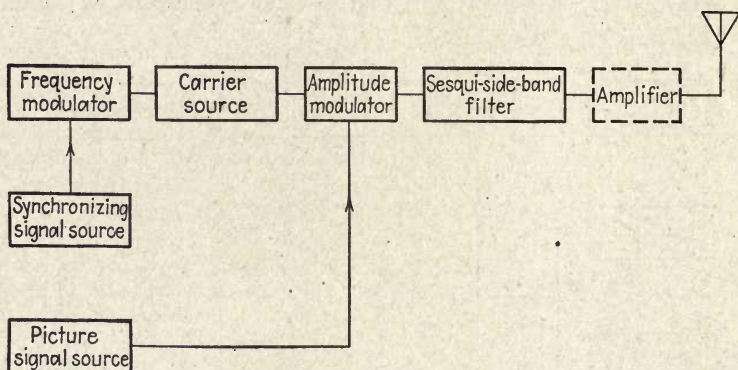 Frequency
modulator
Carrier
source
Amplitude
modulator
Sesqui-side-band
filter
Amplifier
Synchronizing
signal source
Picture
signal source